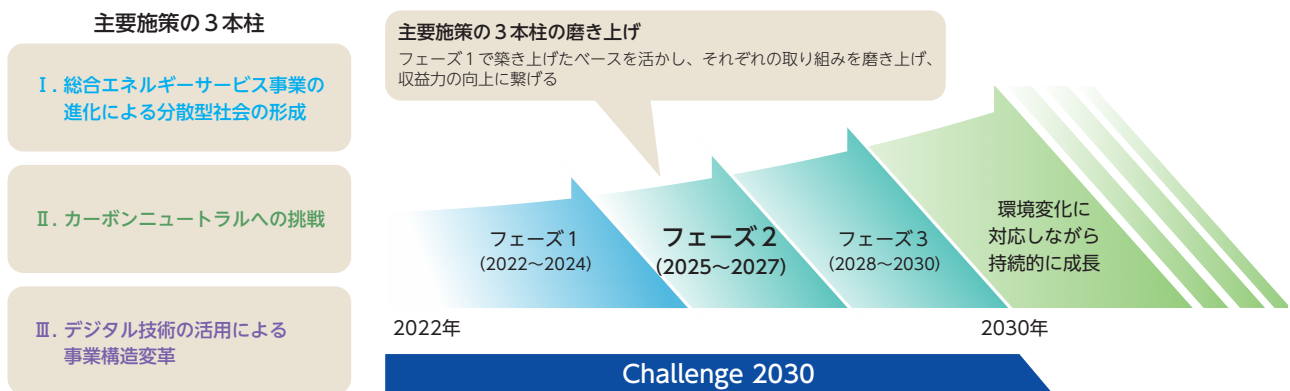 主要施策の3本柱
Ⅰ. 総合エネルギーサービス事業の
進化による分散型社会の形成
Ⅱ. カーボンニュートラルへの挑戦
Ⅲ. デジタル技術の活用による
事業構造変革
主要施策の3本柱の磨き上げ
フェーズ1で築き上げたベースを活かし、それぞれの取り組みを磨き上げ、
収益力の向上に繋げる
フェーズ1
(2022〜2024)
フェーズ2
(2025〜2027)
フェーズ3
(2028〜2030)
環境変化に
対応しながら
持続的に成長
2022年
2030年
Challenge 2030